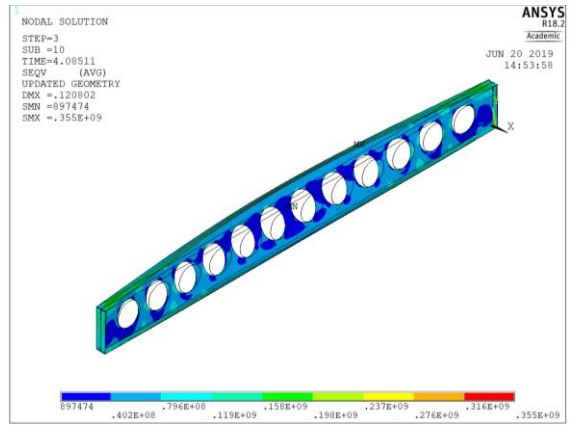 1
NODAL SOLUTION
STEP=3
SUB =10
TIME=4.08511
SEQV (AVG)
UPDATED GEOMETRY
DMX =.120802
SMN =897474
SMX =.355E+09
ANSYS
R18.2
Academic
JUN 20 2019
14:53:58
X
897474 .402E+08 .796E+08 .119E+09 .158E+09 .198E+09 .237E+09 .276E+09 .316E+09 .355E+09